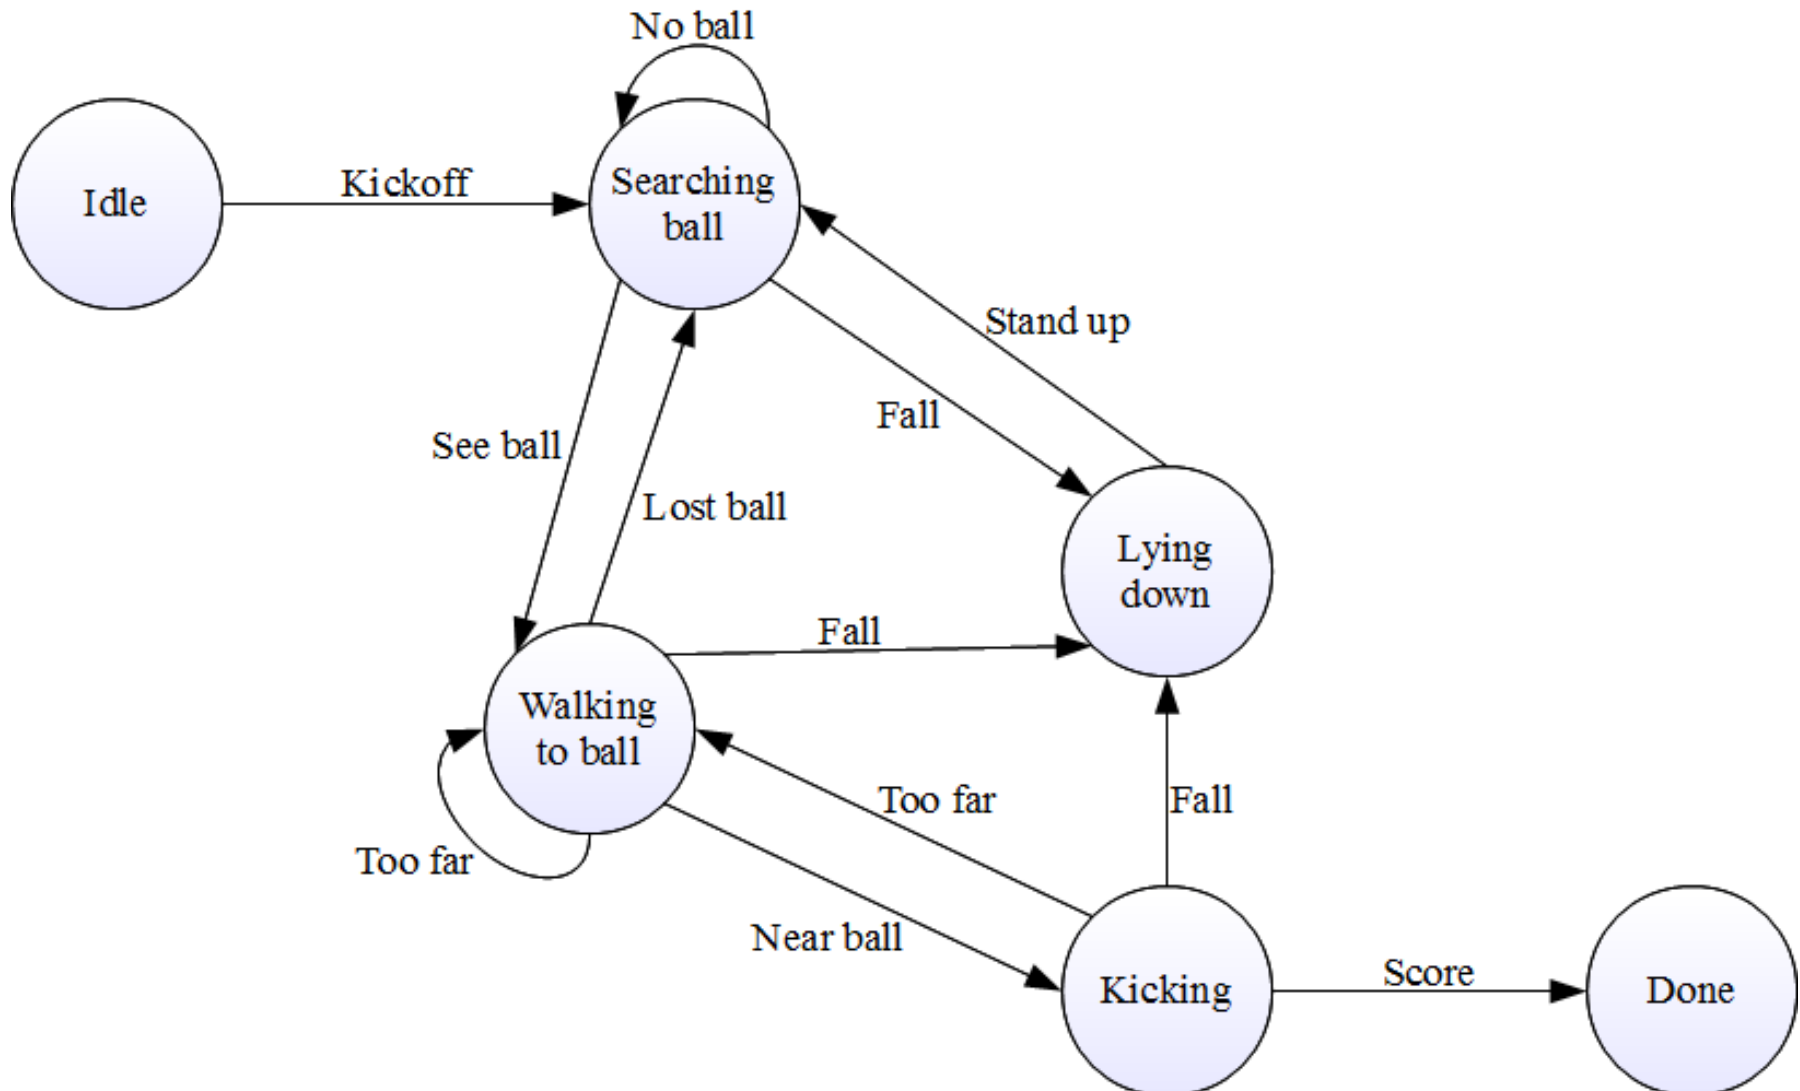 No ball
Idle
Kickoff
Searching
ball
Stand up
Fall
See ball
Lost ball
Lying
down
Fall
Walking
to ball
Too far
Fall
Too far
Near ball
Kicking
Score
Done